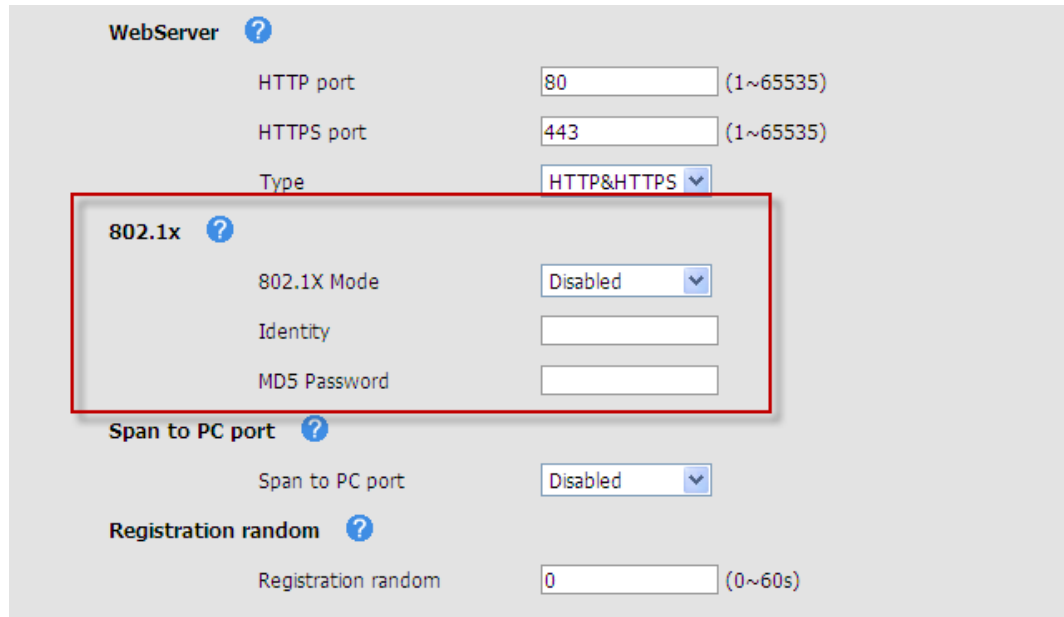 WebServer ?
HTTP port 80 (1~65535)
HTTPS port 443 (1~65535)
Type HTTP&HTTPS
802.1x ?
802.1X Mode Disabled
Identity
MD5 Password
Span to PC port ?
Span to PC port Disabled
Registration random ?
Registration random 0 (0~60s)